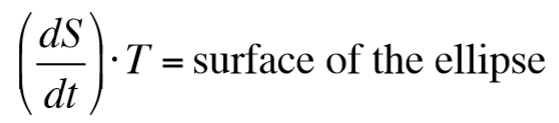 (dS/dt) · T = surface of the ellipse